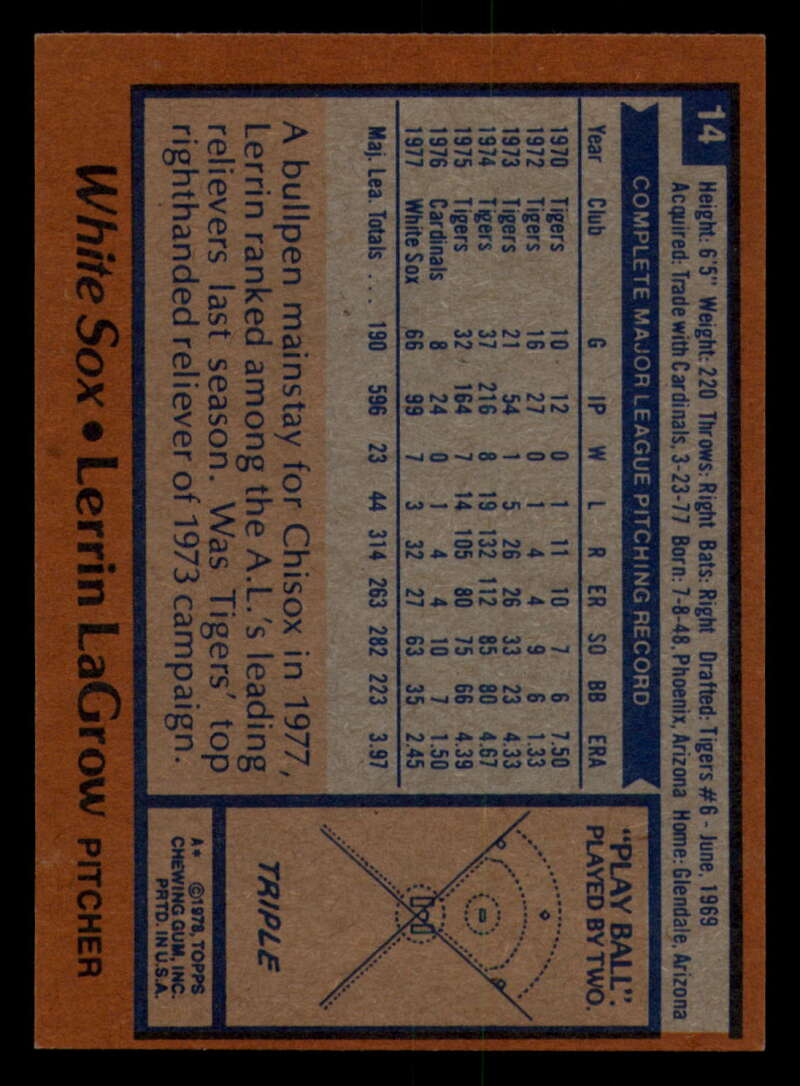 14
Height: 6'5" Weight: 220 Throws: Right Bats: Right Drafted: Tigers #6 - June, 1969
Acquired: Trade with Cardinals, 3-23-77 Born: 7-8-48, Phoenix, Arizona Home: Glendale, Arizona
COMPLETE MAJOR LEAGUE PITCHING RECORD
Year Club G IP W L R ER SO BB ERA
1970 Tigers 10 12 0 1 11 10 7 6 7.50
1972 Tigers 16 27 0 1 4 4 9 6 1.33
1973 Tigers 21 54 1 5 26 26 33 23 4.33
1974 Tigers 37 216 8 19 132 112 85 80 4.67
1975 Tigers 32 164 7 14 105 80 75 66 4.39
1976 Cardinals 8 24 0 1 4 4 10 7 1.50
1977 White Sox 66 99 7 3 32 27 63 35 2.45
Maj. Lea. Totals ... 190 596 23 44 314 263 282 223 3.97
A bullpen mainstay for Chisox in 1977,
Lerrin ranked among the A.L.'s leading
relievers last season. Was Tigers' top
righthanded reliever of 1973 campaign.
"PLAY BALL".
PLAYED BY TWO.
TRIPLE
A* ©1978, TOPPS
CHEWING GUM, INC.
PRTD. IN U.S.A.
White Sox • Lerrin LaGrow PITCHER